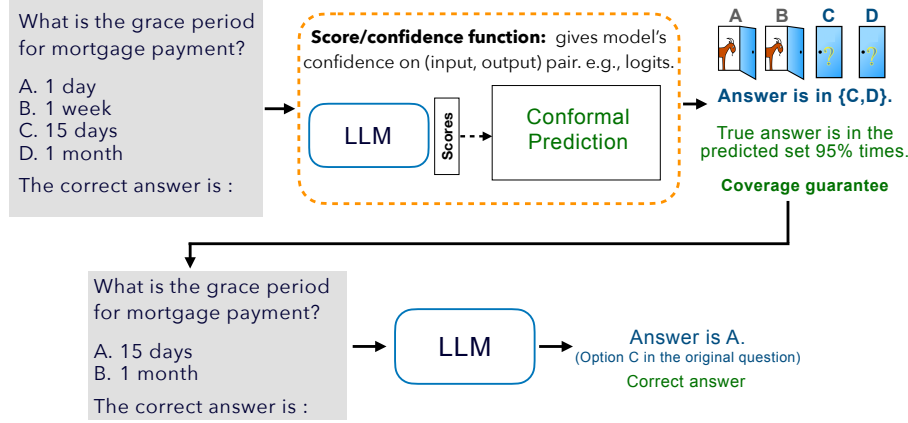 What is the grace period
for mortgage payment?
A. 1 day
B. 1 week
C. 15 days
D. 1 month
The correct answer is :
Score/confidence function: gives model's
confidence on (input, output) pair. e.g., logits.
LLM
Scores
Conformal
Prediction
A B C D
? ?
Answer is in {C,D}.
True answer is in the
predicted set 95% times.
Coverage guarantee
What is the grace period
for mortgage payment?
A. 15 days
B. 1 month
The correct answer is :
LLM
Answer is A.
(Option C in the original question)
Correct answer